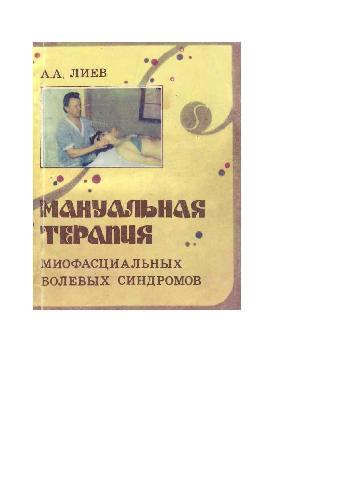 А.А. ЛИЕВ
МАНУАЛЬНАЯ
ТЕРАПИЯ
МИОФАСЦИАЛЬНЫХ
БОЛЕВЫХ СИНДРОМОВ